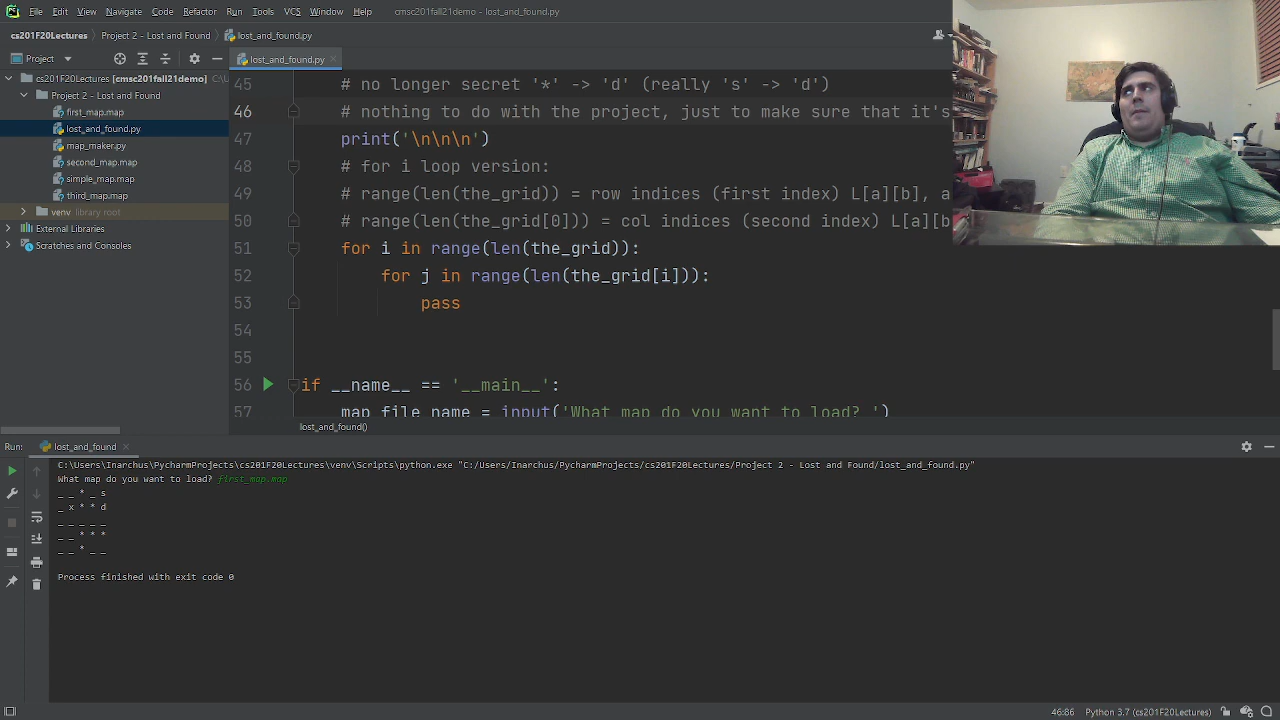 File Edit View Navigate Code Refactor Run Tools VCS Window Help cmsc201fall21demo - lost_and_found.py
cs201F20Lectures Project 2 - Lost and Found lost_and_found.py
Project
lost_and_found.py
cs201F20Lectures [cmsc201fall21demo] C:\U
Project 2 - Lost and Found
first_map.map
lost_and_found.py
map_maker.py
second_map.map
simple_map.map
third_map.map
venv library root
External Libraries
Scratches and Consoles
45 # no longer secret '*' -> 'd' (really 's' -> 'd')
46 # nothing to do with the project, just to make sure that it's
47 print('\n\n\n')
48 # for i loop version:
49 # range(len(the_grid)) = row indices (first index) L[a][b], a
50 # range(len(the_grid[0])) = col indices (second index) L[a][b
51 for i in range(len(the_grid)):
52 for j in range(len(the_grid[i])):
53 pass
54
55
56 if __name__ == '__main__':
57 map_file_name = input('What map do you want to load? ')
lost_and_found()
Run: lost_and_found
C:\Users\Inarchus\PycharmProjects\cs201F20Lectures\venv\Scripts\python.exe "C:/Users/Inarchus/PycharmProjects/cs201F20Lectures/Project 2 - Lost and Found/lost_and_found.py"
What map do you want to load? first_map.map
_ _ * _ s
_ x * * d
_ _ _ _ _
_ _ * * *
_ _ * _ _
Process finished with exit code 0
46:86 Python 3.7 (cs201F20Lectures)